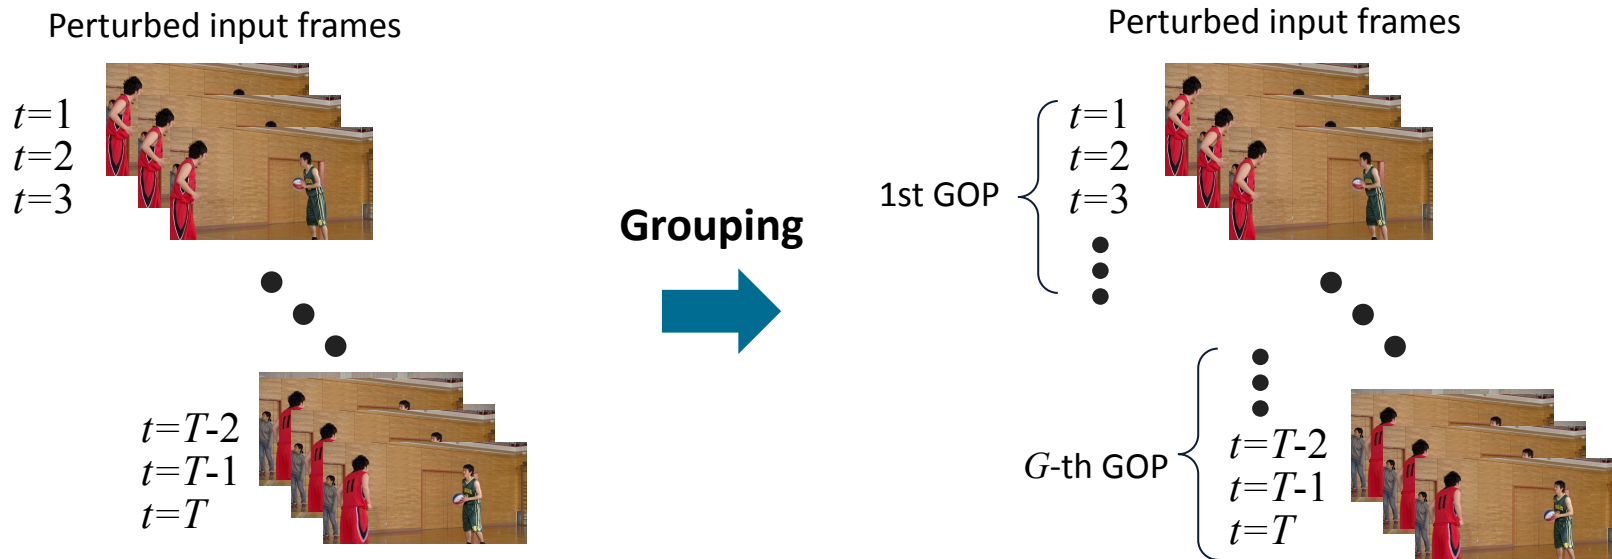 Perturbed input frames
t=1
t=2
t=3
t=T-2
t=T-1
t=T
Grouping
Perturbed input frames
1st GOP
t=1
t=2
t=3
G-th GOP
t=T-2
t=T-1
t=T